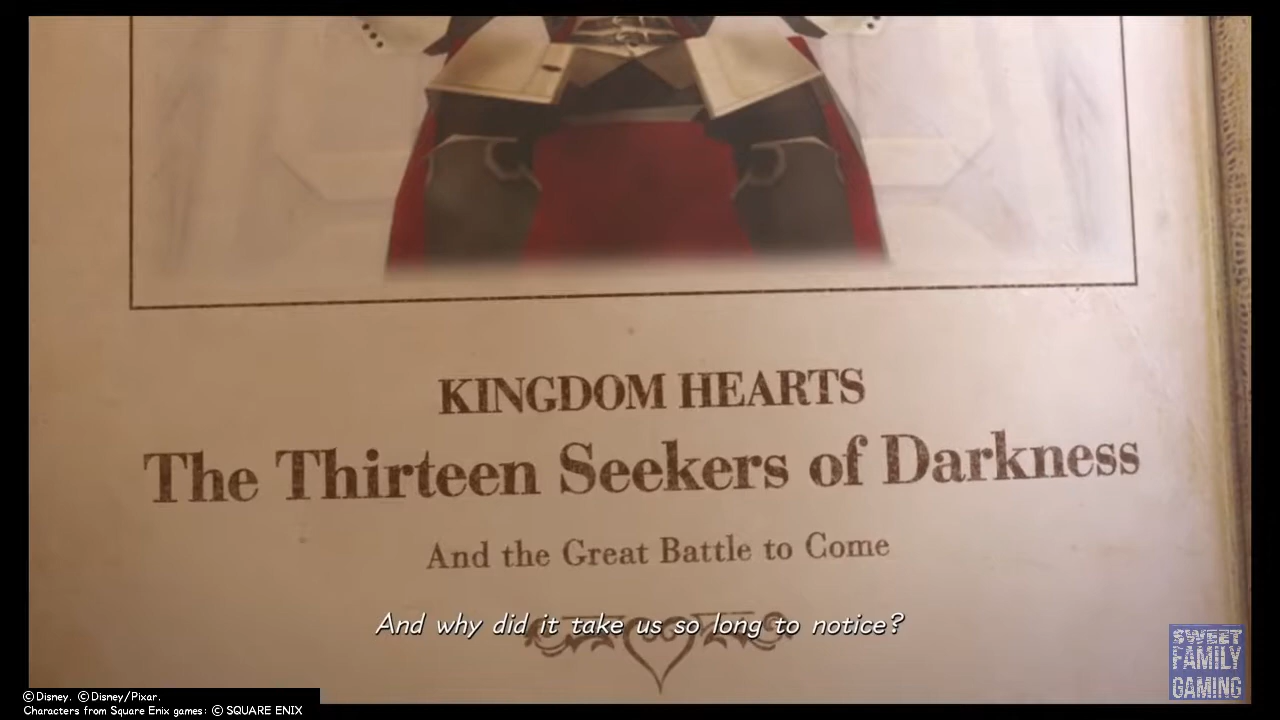 KINGDOM HEARTS
The Thirteen Seekers of Darkness
And the Great Battle to Come
And why did it take us so long to notice?
SWEET
FAMILY
GAMING
©Disney. ©Disney/Pixar.
Characters from Square Enix games: © SQUARE ENIX